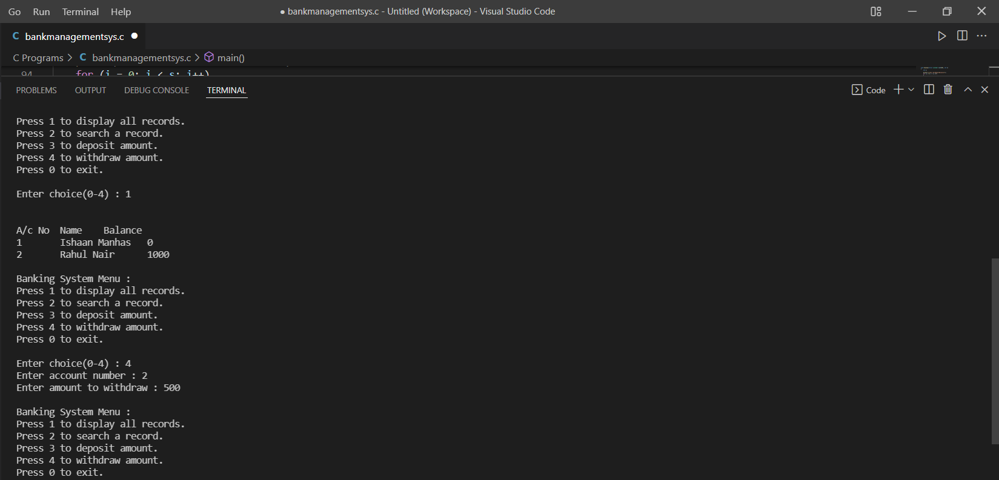 Go Run Terminal Help ● bankmanagementsys.c - Untitled (Workspace) - Visual Studio Code
C bankmanagementsys.c ●
C Programs > C bankmanagementsys.c > main()
94 for (i = 0; i < s; i++)
PROBLEMS OUTPUT DEBUG CONSOLE TERMINAL Code
Press 1 to display all records.
Press 2 to search a record.
Press 3 to deposit amount.
Press 4 to withdraw amount.
Press 0 to exit.
Enter choice(0-4) : 1
A/c No Name Balance
1 Ishaan Manhas 0
2 Rahul Nair 1000
Banking System Menu :
Press 1 to display all records.
Press 2 to search a record.
Press 3 to deposit amount.
Press 4 to withdraw amount.
Press 0 to exit.
Enter choice(0-4) : 4
Enter account number : 2
Enter amount to withdraw : 500
Banking System Menu :
Press 1 to display all records.
Press 2 to search a record.
Press 3 to deposit amount.
Press 4 to withdraw amount.
Press 0 to exit.